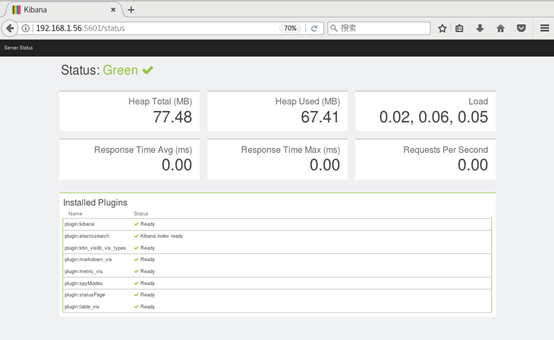 Kibana
192.168.1.56:5601/status
70%
搜索
Server Status
Status: Green
Heap Total (MB)
77.48
Heap Used (MB)
67.41
Load
0.02, 0.06, 0.05
Response Time Avg (ms)
0.00
Response Time Max (ms)
0.00
Requests Per Second
0.00
Installed Plugins
Name Status
plugin:kibana Ready
plugin:elasticsearch Kibana index ready
plugin:kbn_vislib_vis_types Ready
plugin:markdown_vis Ready
plugin:metric_vis Ready
plugin:spyModes Ready
plugin:statusPage Ready
plugin:table_vis Ready